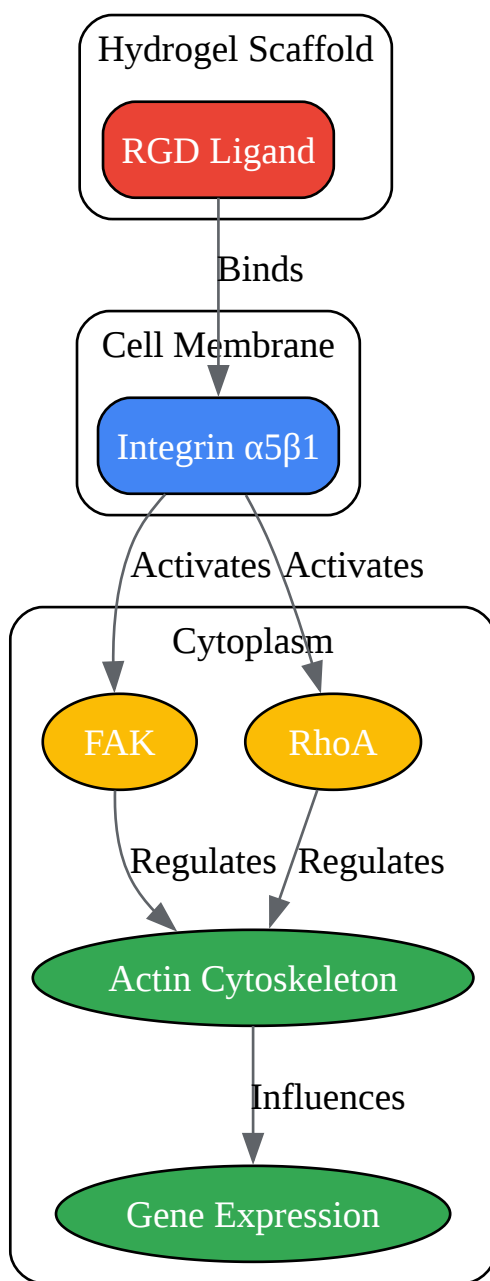 Hydrogel Scaffold
RGD Ligand
Binds
Cell Membrane
Integrin α5β1
Activates Activates
Cytoplasm
FAK RhoA
Regulates Regulates
Actin Cytoskeleton
Influences
Gene Expression